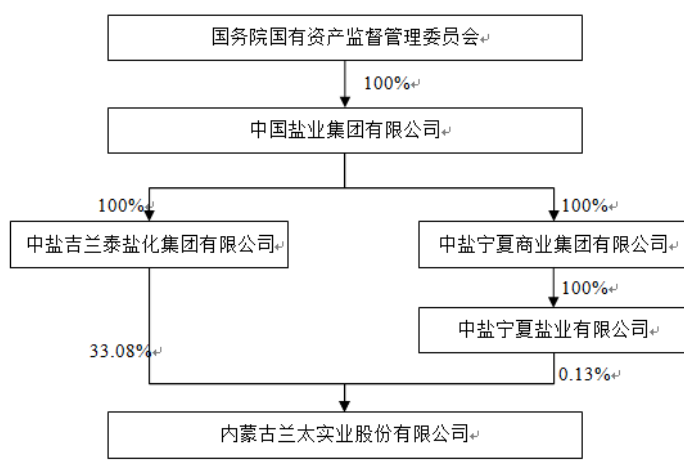 国务院国有资产监督管理委员会
100%
中国盐业集团有限公司
100%
100%
中盐吉兰泰盐化集团有限公司
中盐宁夏商业集团有限公司
100%
中盐宁夏盐业有限公司
33.08%
0.13%
内蒙古兰太实业股份有限公司